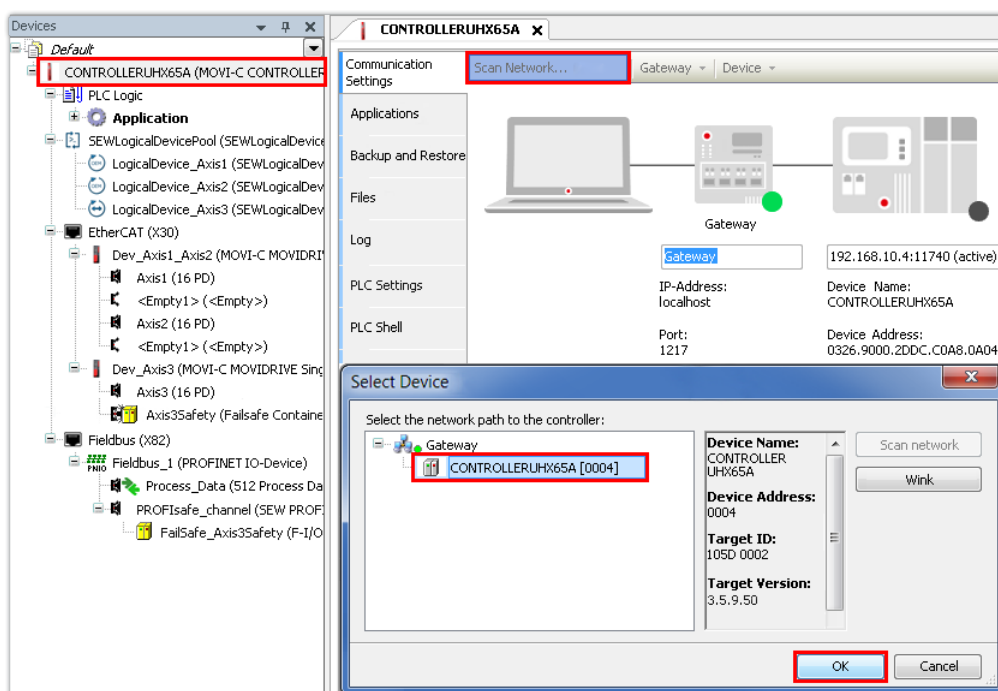 Devices
Default
CONTROLLERUHX65A (MOVI-C CONTROLLER
PLC Logic
Application
SEWLogicalDevicePool (SEWLogicalDevice
LogicalDevice_Axis1 (SEWLogicalDev
LogicalDevice_Axis2 (SEWLogicalDev
LogicalDevice_Axis3 (SEWLogicalDev
EtherCAT (X30)
Dev_Axis1_Axis2 (MOVI-C MOVIDRI
Axis1 (16 PD)
<Empty1> (<Empty>)
Axis2 (16 PD)
<Empty1> (<Empty>)
Dev_Axis3 (MOVI-C MOVIDRIVE Sing
Axis3 (16 PD)
Axis3Safety (Failsafe Containe
Fieldbus (X82)
PNIO Fieldbus_1 (PROFINET IO-Device)
Process_Data (512 Process Da
PROFIsafe_channel (SEW PROF
FailSafe_Axis3Safety (F-I/O
CONTROLLERUHX65A
Communication
Settings
Applications
Backup and Restore
Files
Log
PLC Settings
PLC Shell
Scan Network...
Gateway
Device
Gateway
Gateway
IP-Address:
localhost
Port:
1217
192.168.10.4:11740 (active)
Device Name:
CONTROLLERUHX65A
Device Address:
0326.9000.2DDC.C0A8.0A04
Select Device
Select the network path to the controller:
Gateway
CONTROLLERUHX65A [0004]
Device Name:
CONTROLLER
UHX65A
Device Address:
0004
Target ID:
105D 0002
Target Version:
3.5.9.50
Scan network
Wink
OK
Cancel